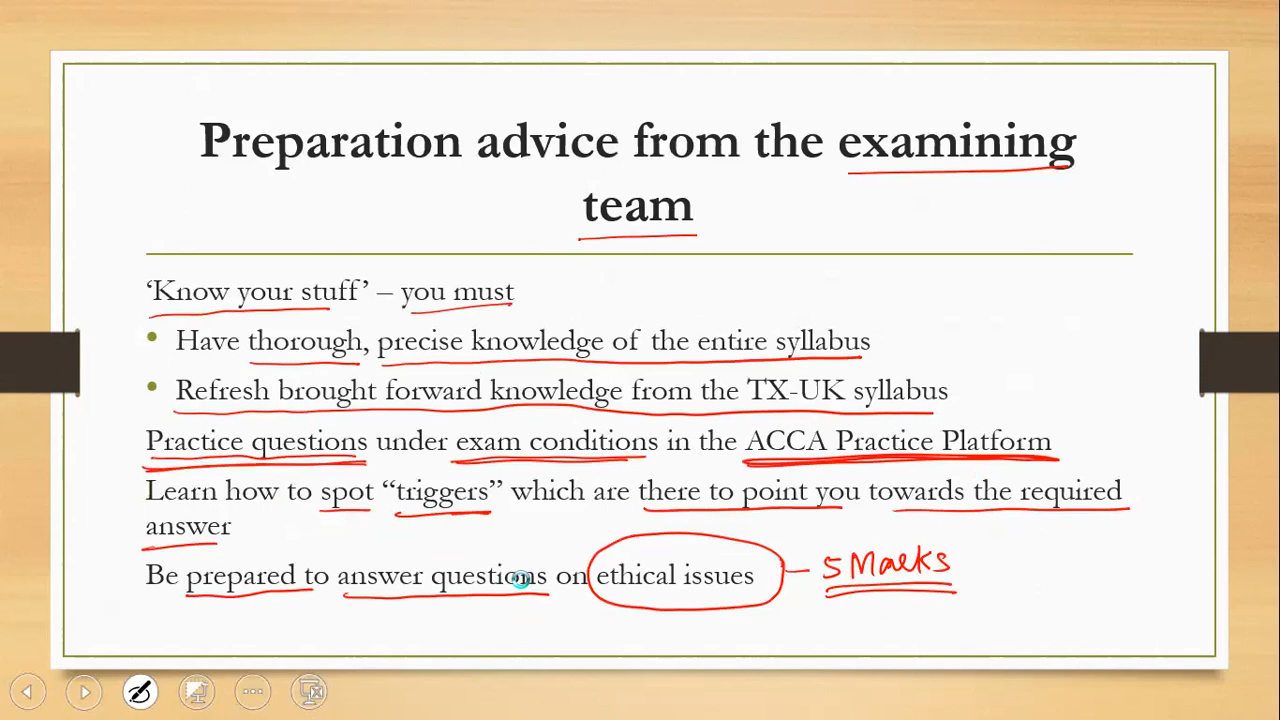 Preparation advice from the examining
team
‘Know your stuff’ – you must
• Have thorough, precise knowledge of the entire syllabus
• Refresh brought forward knowledge from the TX-UK syllabus
Practice questions under exam conditions in the ACCA Practice Platform
Learn how to spot “triggers” which are there to point you towards the required
answer
Be prepared to answer questions on ethical issues – 5 Marks